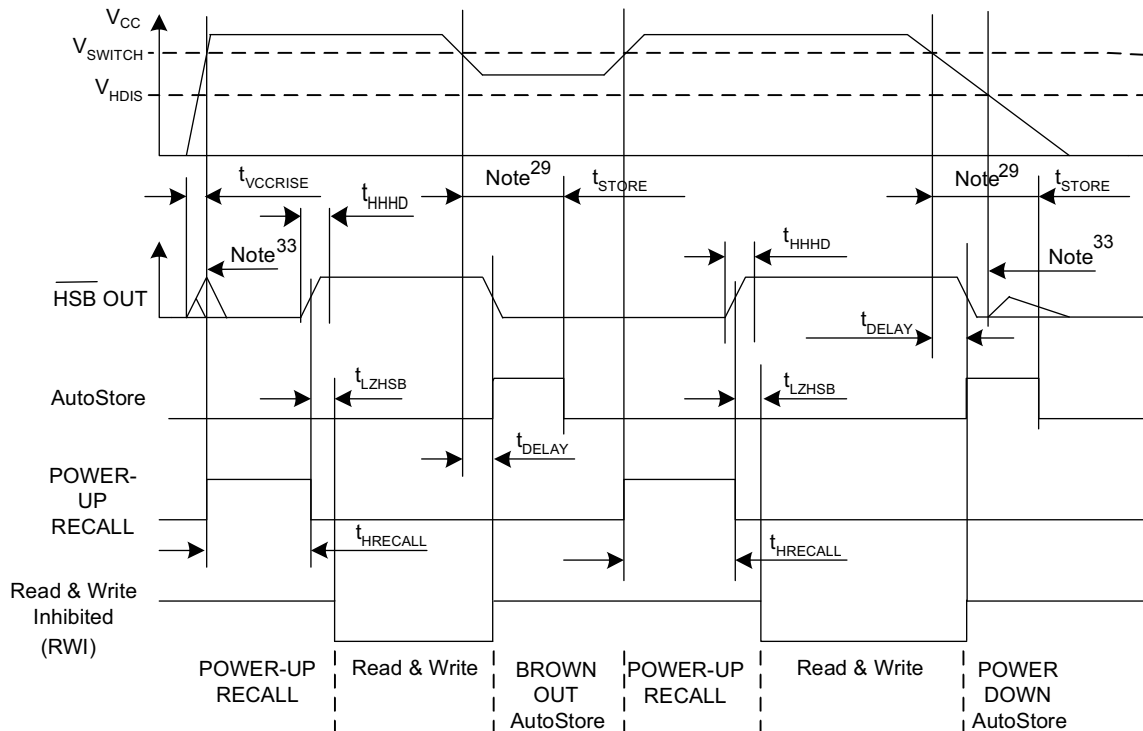 VCC
VSWITCH
VHDIS
tVCCRISE
Note29
tSTORE
Note29
tSTORE
tHHHD
Note33
tHHHD
Note33
HSB OUT
tDELAY
tLZHSB
tLZHSB
AutoStore
tDELAY
POWER-
UP
RECALL
tHRECALL
tHRECALL
Read & Write
Inhibited
(RWI)
POWER-UP
RECALL
Read & Write
BROWN
OUT
AutoStore
POWER-UP
RECALL
Read & Write
POWER
DOWN
AutoStore